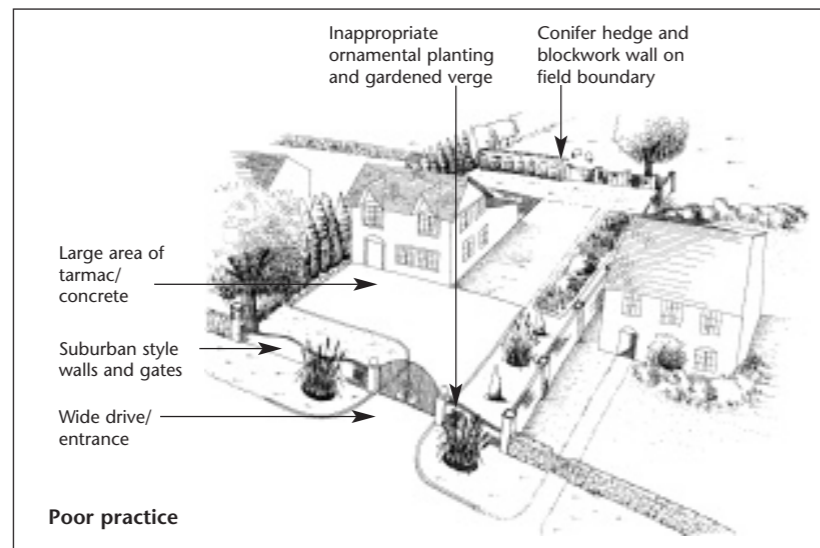 Inappropriate
ornamental planting
and gardened verge
Conifer hedge and
blockwork wall on
field boundary
Large area of
tarmac/
concrete
Suburban style
walls and gates
Wide drive/
entrance
Poor practice